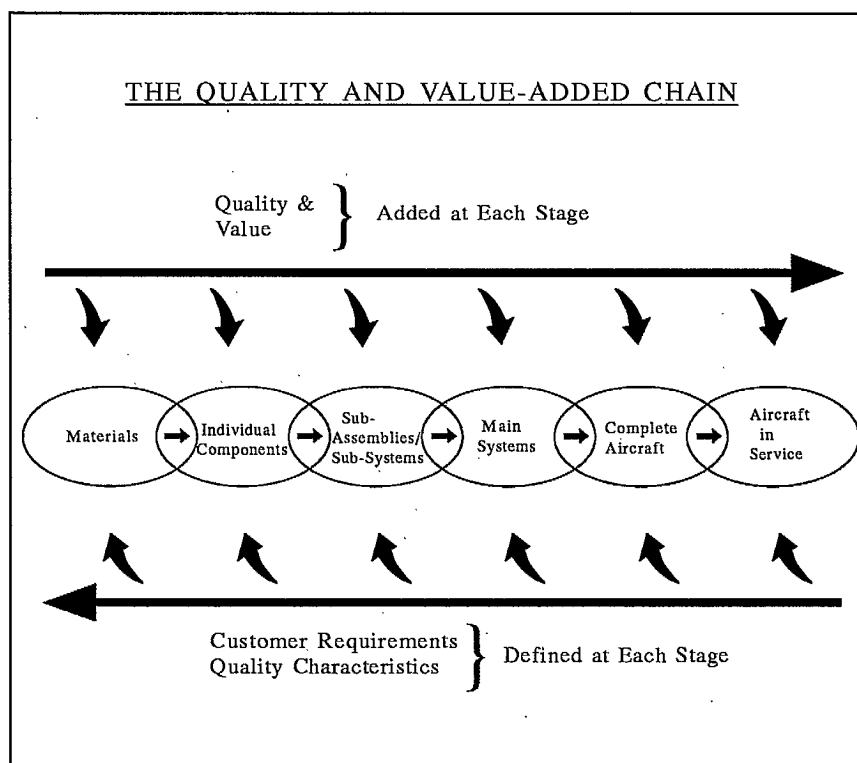 THE QUALITY AND VALUE-ADDED CHAIN
Quality &
Value
Added at Each Stage
Materials
Individual
Components
Sub-
Assemblies/
Sub-Systems
Main
Systems
Complete
Aircraft
Aircraft
in
Service
Customer Requirements
Quality Characteristics
Defined at Each Stage